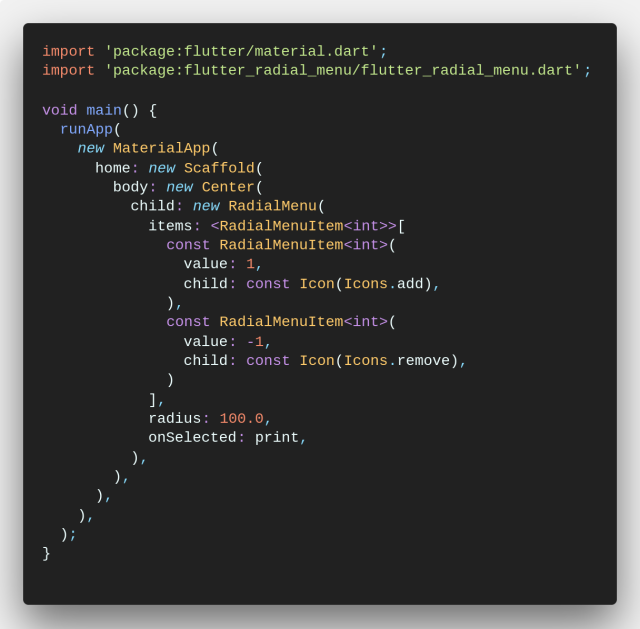 import 'package:flutter/material.dart';
import 'package:flutter_radial_menu/flutter_radial_menu.dart';

void main() {
  runApp(
    new MaterialApp(
      home: new Scaffold(
        body: new Center(
          child: new RadialMenu(
            items: <RadialMenuItem<int>>[
              const RadialMenuItem<int>(
                value: 1,
                child: const Icon(Icons.add),
              ),
              const RadialMenuItem<int>(
                value: -1,
                child: const Icon(Icons.remove),
              )
            ],
            radius: 100.0,
            onSelected: print,
          ),
        ),
      ),
    ),
  );
}